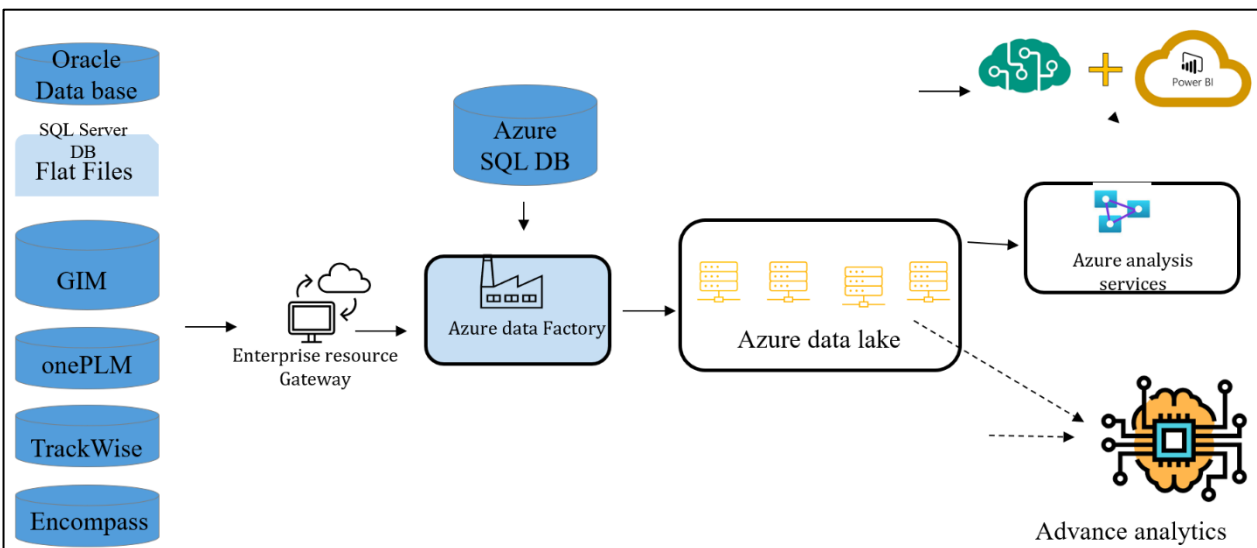 Oracle
Data base
SQL Server
DB
Flat Files
GIM
onePLM
TrackWise
Encompass
Enterprise resource
Gateway
Azure
SQL DB
Azure data Factory
Azure data lake
Power BI
Azure analysis
services
Advance analytics